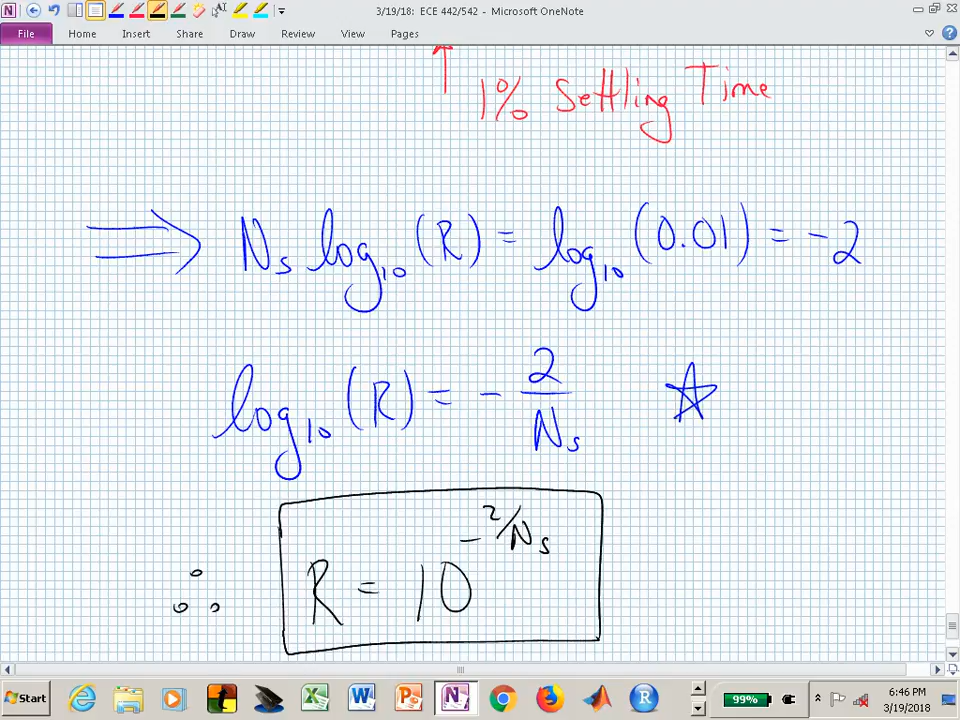 3/19/18: ECE 442/542 - Microsoft OneNote
File Home Insert Share Draw Review View Pages
1% Settling Time
⇒ Nₛ log₁₀ (R) = log₁₀ (0.01) = -2
log₁₀ (R) = - 2/Nₛ ☆
∴ R = 10^(-2/Nₛ)
Start 99% 6:46 PM
3/19/2018